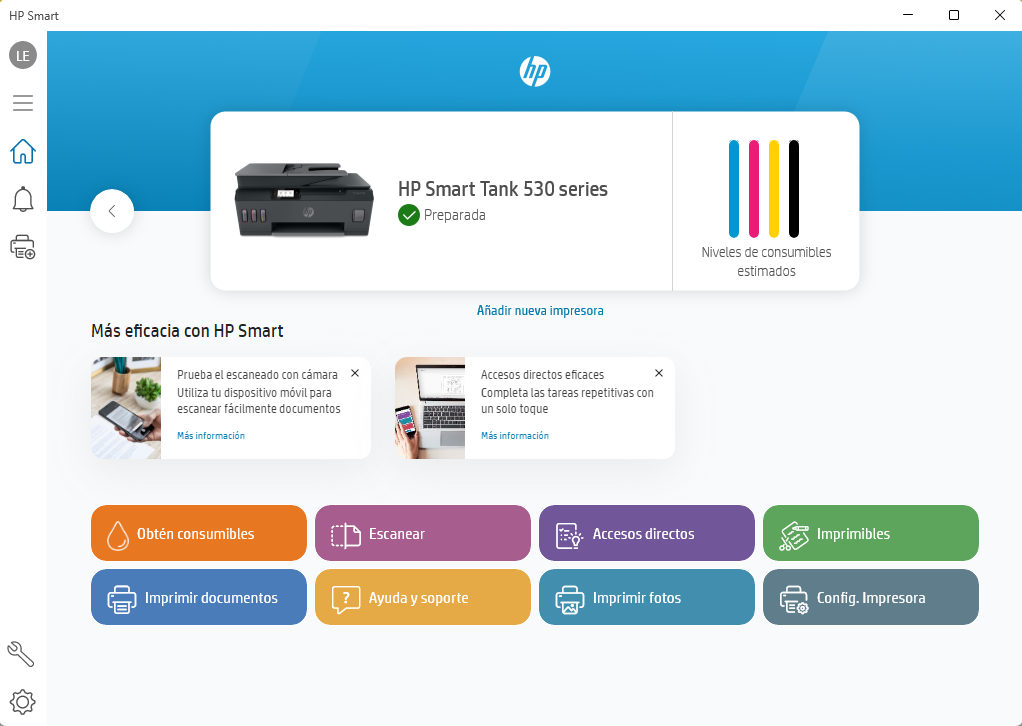 HP Smart
LE
hp
HP Smart Tank 530 series
Preparada
Niveles de consumibles
estimados
Añadir nueva impresora
Más eficacia con HP Smart
Prueba el escaneado con cámara
Utiliza tu dispositivo móvil para
escanear fácilmente documentos
Más información
Accesos directos eficaces
Completa las tareas repetitivas con
un solo toque
Más información
Obtén consumibles
Escanear
Accesos directos
Imprimibles
Imprimir documentos
Ayuda y soporte
Imprimir fotos
Config. Impresora